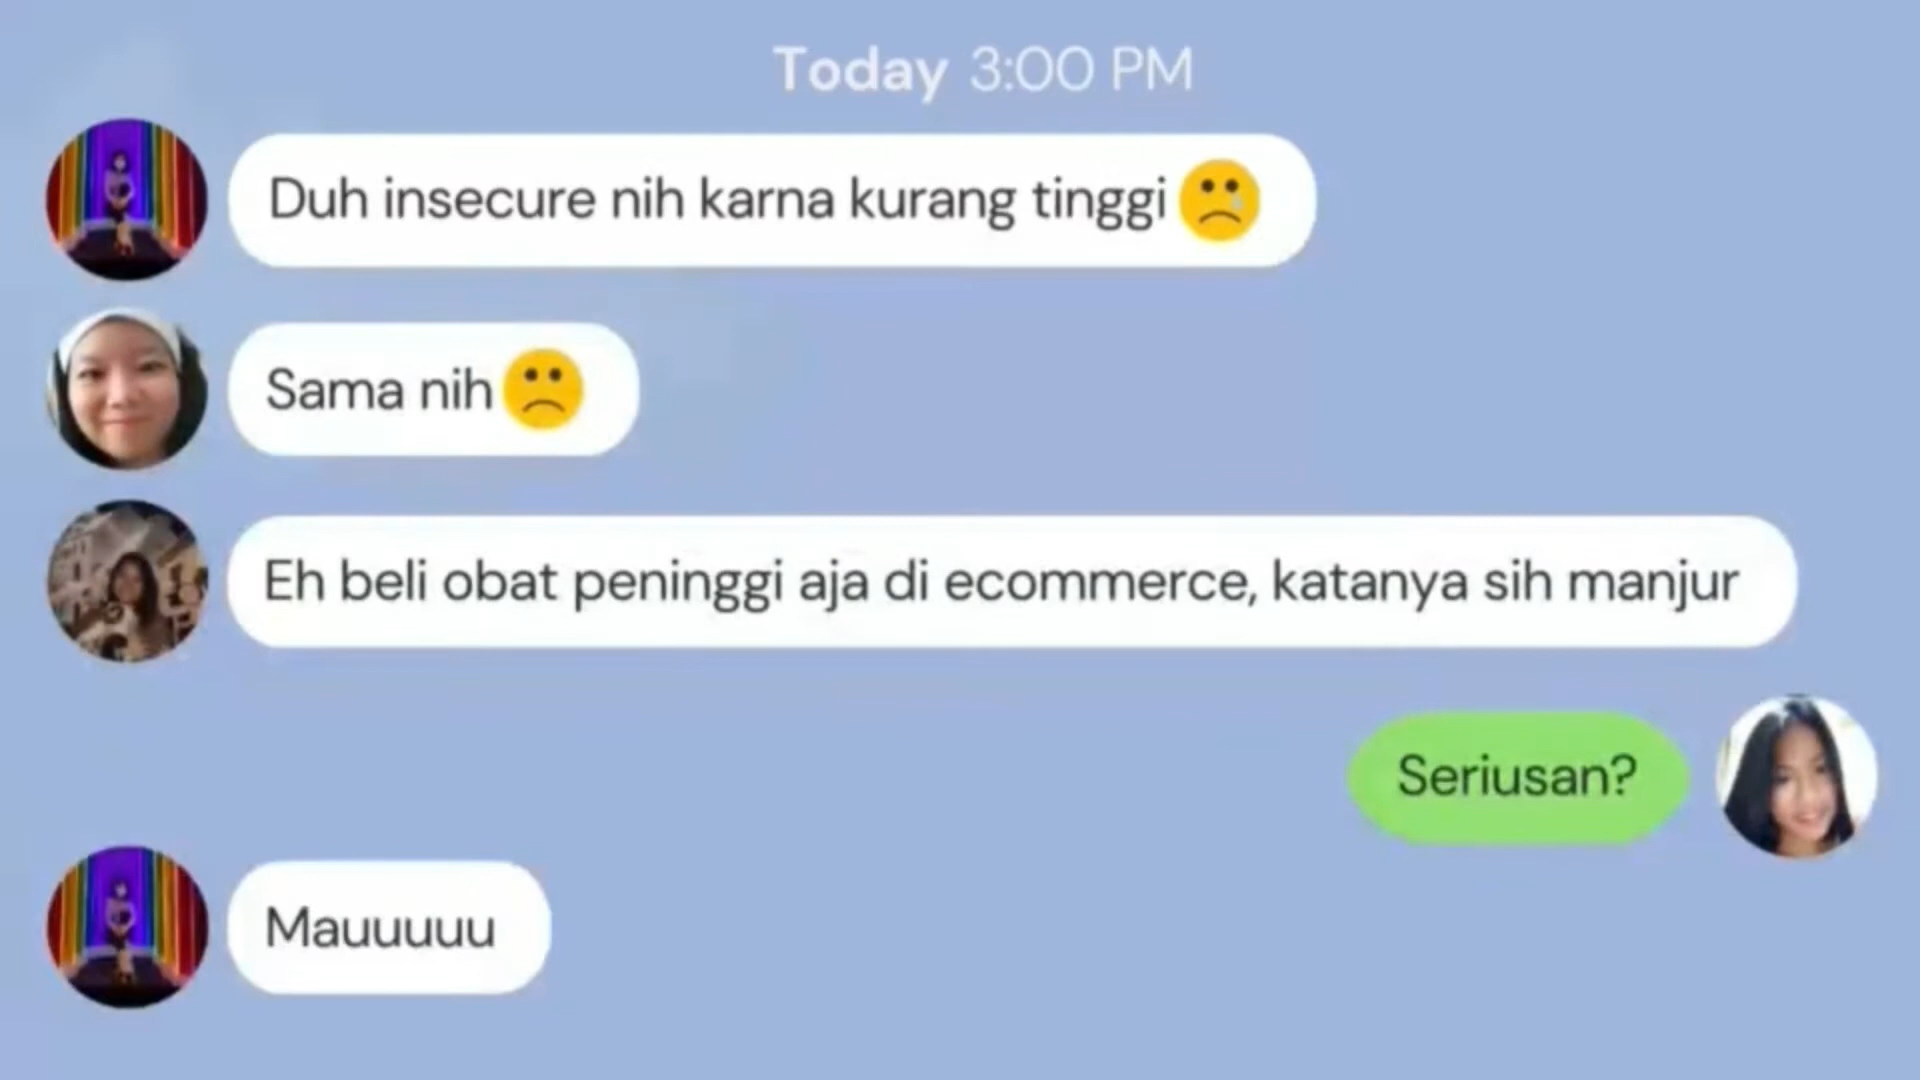 Today 3:00 PM
Duh insecure nih karna kurang tinggi 😢
Sama nih 🙁
Eh beli obat peninggi aja di ecommerce, katanya sih manjur
Seriusan?
Mauuuuu